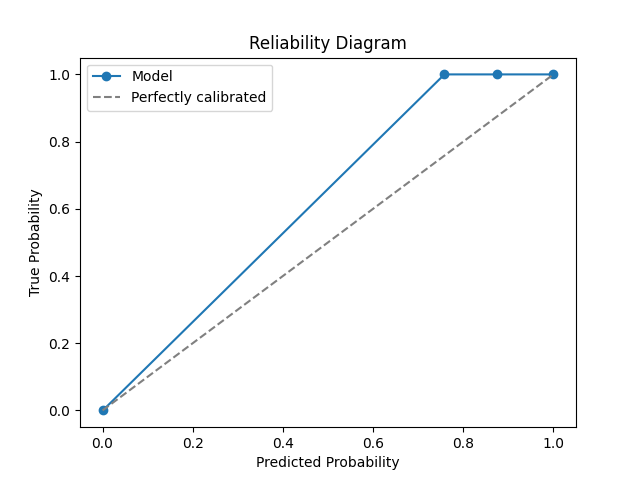 Reliability Diagram
Model
Perfectly calibrated
True Probability
1.0
0.8
0.6
0.4
0.2
0.0
0.0 0.2 0.4 0.6 0.8 1.0
Predicted Probability